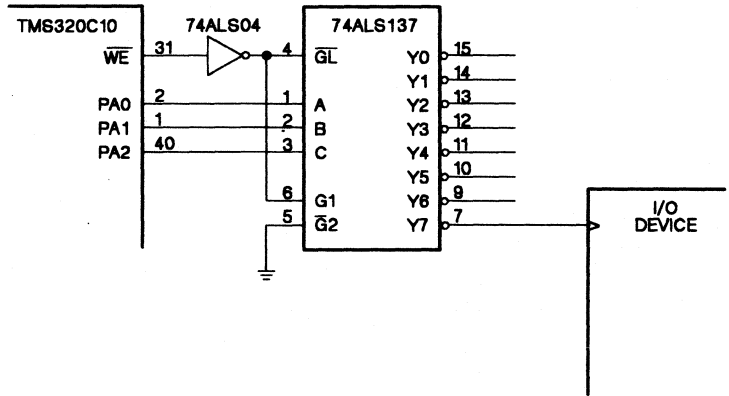 TMS320C10 74ALS04 74ALS137
WE 31 4 GL Y0 15
Y1 14
PA0 2 1 A Y2 13
PA1 1 2 B Y3 12
PA2 40 3 C Y4 11
Y5 10
6 G1 Y6 9
5 G2 Y7 7
I/O
DEVICE